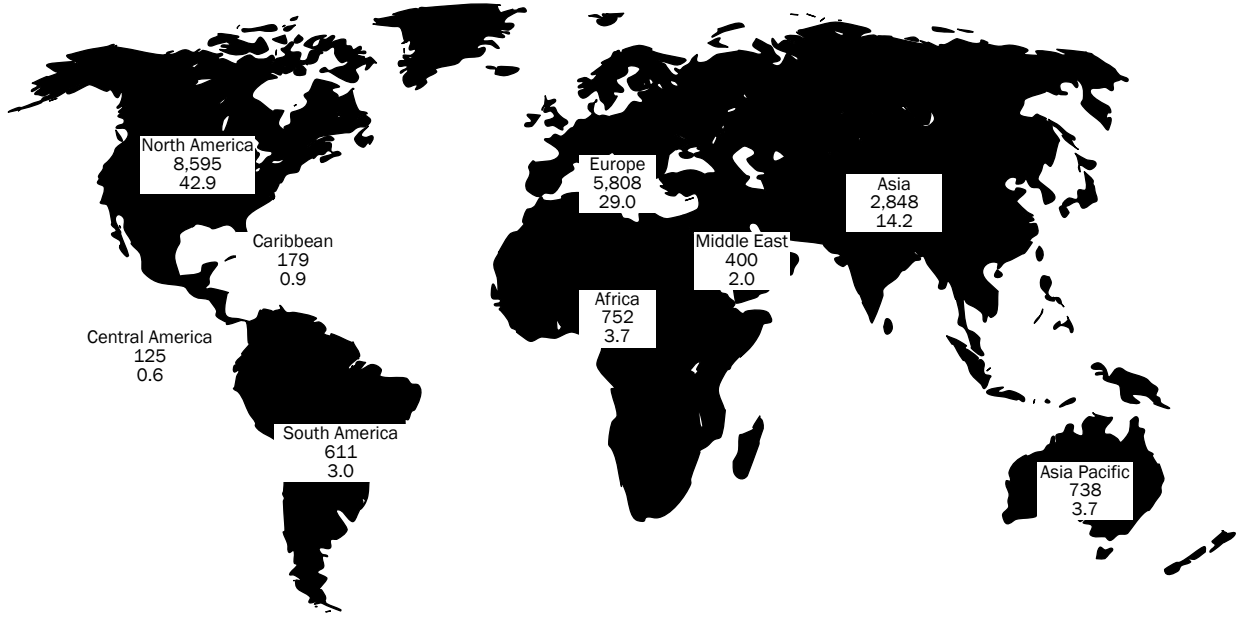 North America
8,595
42.9
Europe
5,808
29.0
Asia
2,848
14.2
Caribbean
179
0.9
Middle East
400
2.0
Africa
752
3.7
Central America
125
0.6
South America
611
3.0
Asia Pacific
738
3.7